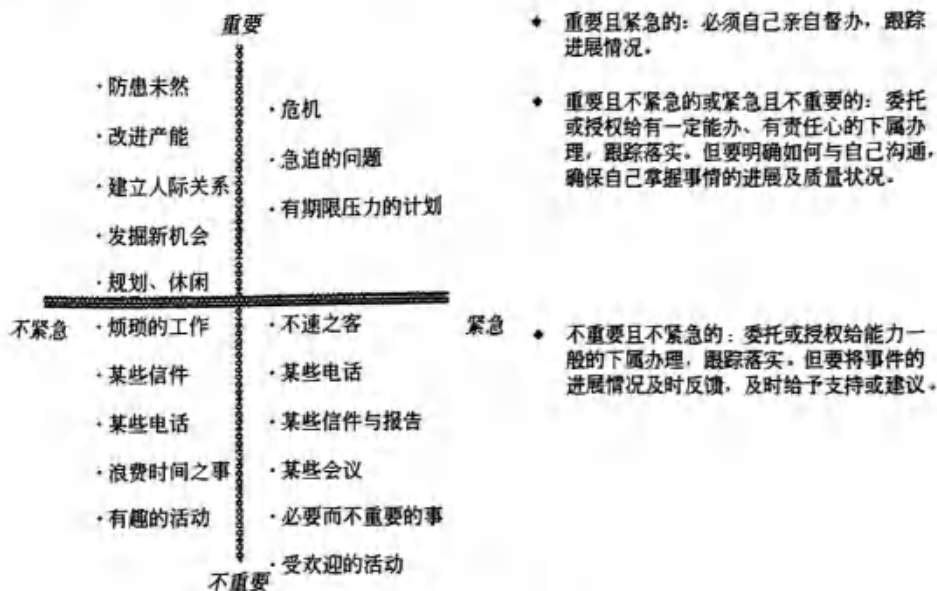 重要
·防患未然
·改进产能
·建立人际关系
·发掘新机会
·规划、休闲
·危机
·急迫的问题
·有期限压力的计划
不紧急
紧急
·烦琐的工作
·某些信件
·某些电话
·浪费时间之事
·有趣的活动
·不速之客
·某些电话
·某些信件与报告
·某些会议
·必要而不重要的事
·受欢迎的活动
不重要
◆ 重要且紧急的：必须自己亲自督办，跟踪
进展情况。
◆ 重要且不紧急的或紧急且不重要的：委托
或授权给有一定能办、有责任心的下属办
理，跟踪落实。但要明确如何与自己沟通，
确保自己掌握事情的进展及质量状况。
◆ 不重要且不紧急的：委托或授权给能力一
般的下属办理，跟踪落实。但要将事件的
进展情况及时反馈，及时给予支持或建议。